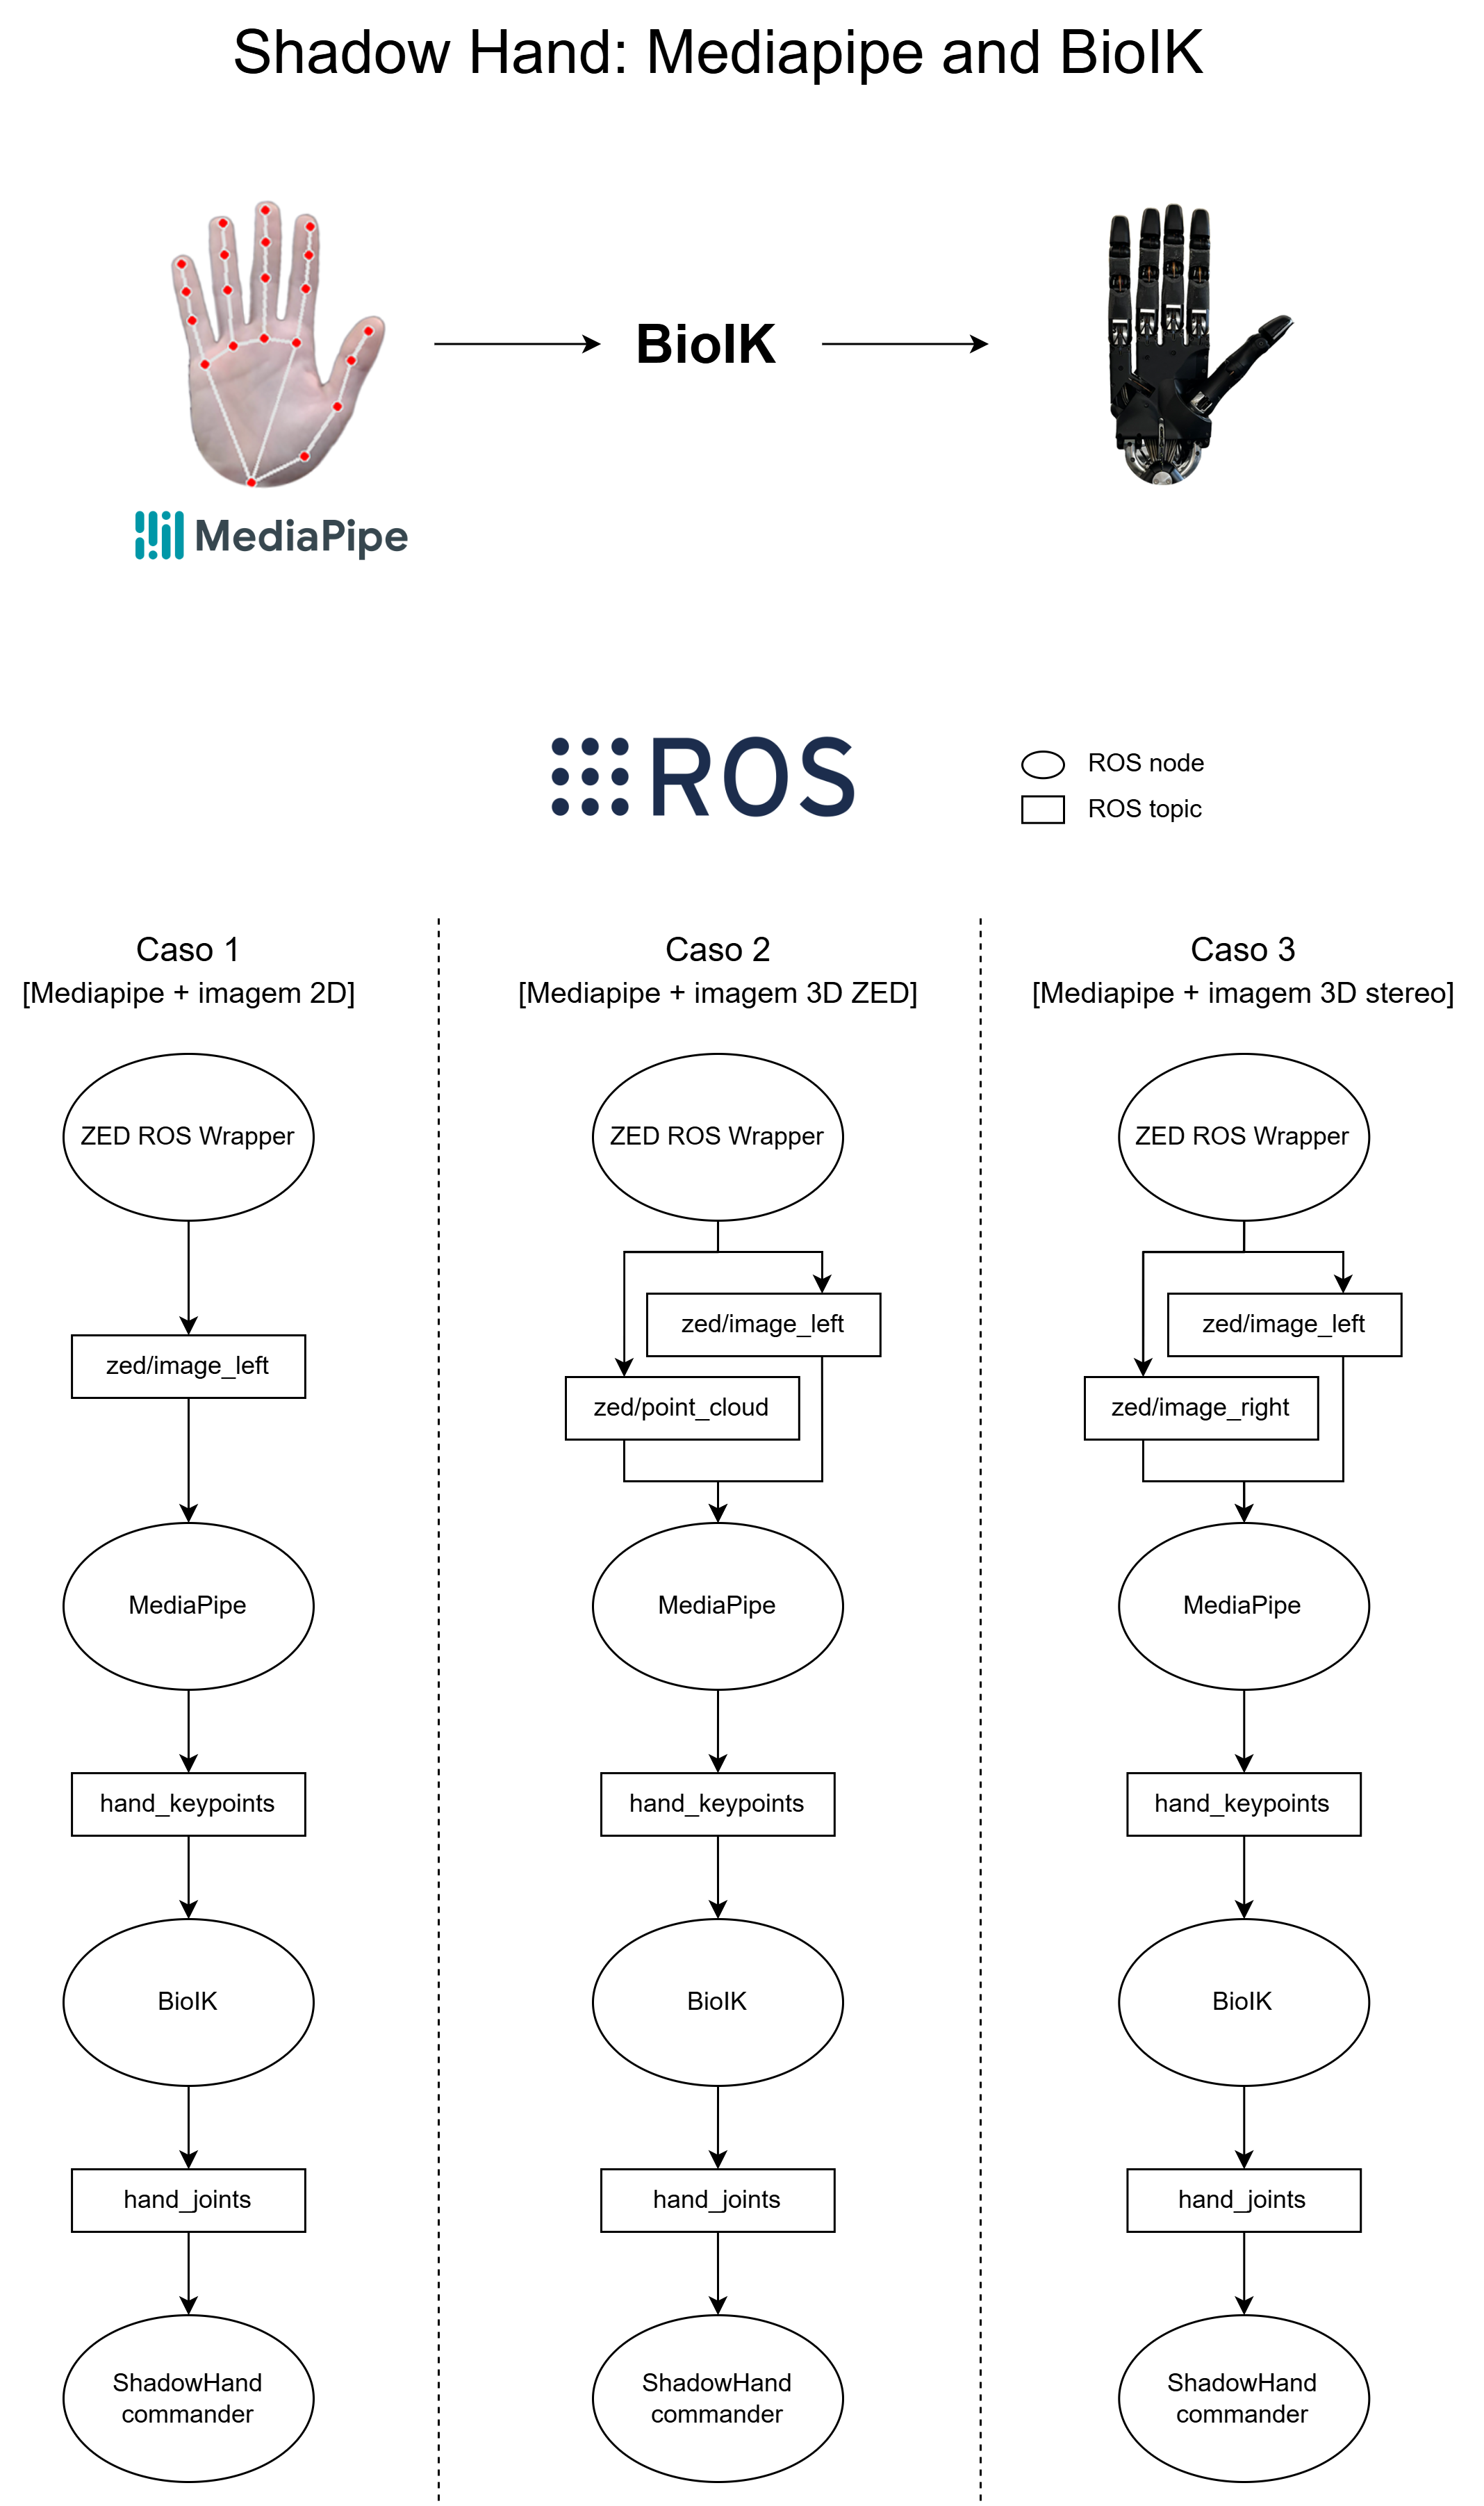 Shadow Hand: Mediapipe and BioIK
BioIK
MediaPipe
ROS
ROS node
ROS topic
Caso 1
[Mediapipe + imagem 2D]
ZED ROS Wrapper
zed/image_left
MediaPipe
hand_keypoints
BioIK
hand_joints
ShadowHand
commander
Caso 2
[Mediapipe + imagem 3D ZED]
ZED ROS Wrapper
zed/image_left
zed/point_cloud
MediaPipe
hand_keypoints
BioIK
hand_joints
ShadowHand
commander
Caso 3
[Mediapipe + imagem 3D stereo]
ZED ROS Wrapper
zed/image_left
zed/image_right
MediaPipe
hand_keypoints
BioIK
hand_joints
ShadowHand
commander